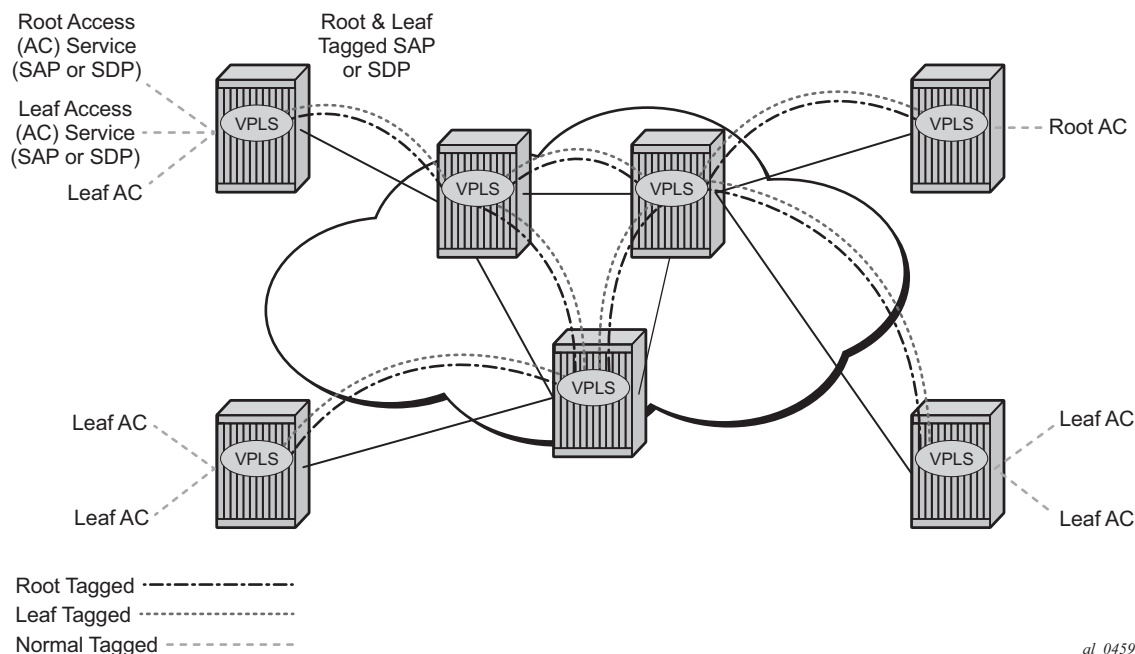 Root Access
(AC) Service
(SAP or SDP)
Root & Leaf
Tagged SAP
or SDP
Leaf Access
(AC) Service
(SAP or SDP)
Leaf AC
VPLS
VPLS
VPLS
VPLS
Root AC
VPLS
Leaf AC
VPLS
Leaf AC
VPLS
Leaf AC
Leaf AC
Root Tagged
Leaf Tagged
Normal Tagged
al_0459